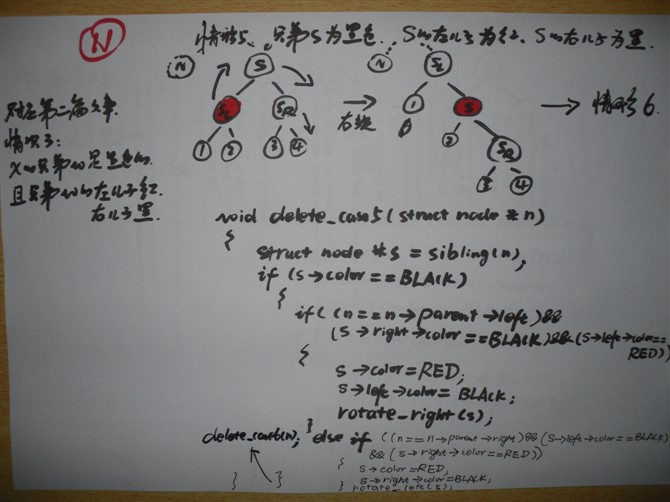 N
情形5、兄弟S为黑色、S的左儿子为红、S的右儿子为黑.
N S N SL
SL SR 1 S
1 2 3 4 2 SR
3 4
右旋 情形6.
对应第二篇文章.
情况3:
X的兄弟w是黑色的,
且兄弟w的左儿子红.
右儿子黑.
void delete_case5(struct node *n)
{
struct node *s = sibling(n);
if (s→color==BLACK)
{
if( (n==n→parent→left)&&
(s→right→color==BLACK)&&(s→left→color==
RED))
{
s→color=RED;
s→left→color=BLACK;
rotate_right(s);
} else if ((n==n→parent→right)&&(s→left→color==BLACK)
&&(s→right→color==RED))
{
s→color=RED;
s→right→color=BLACK;
rotate_left(s);
}
delete_case6(n);
} }